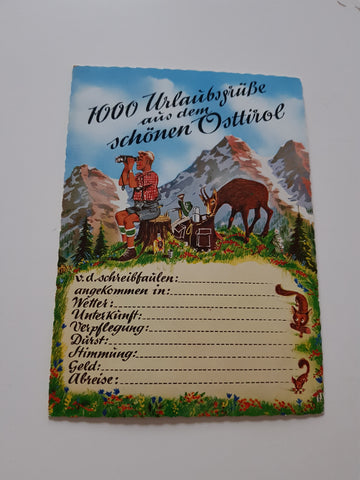 1000 Urlaubsgrüße
aus dem
schönen Osttirol
v. d. schreibfaulen:
angekommen in:
Wetter:
Unterkunft:
Verpflegung:
Durst:
Stimmung:
Geld:
Abreise: